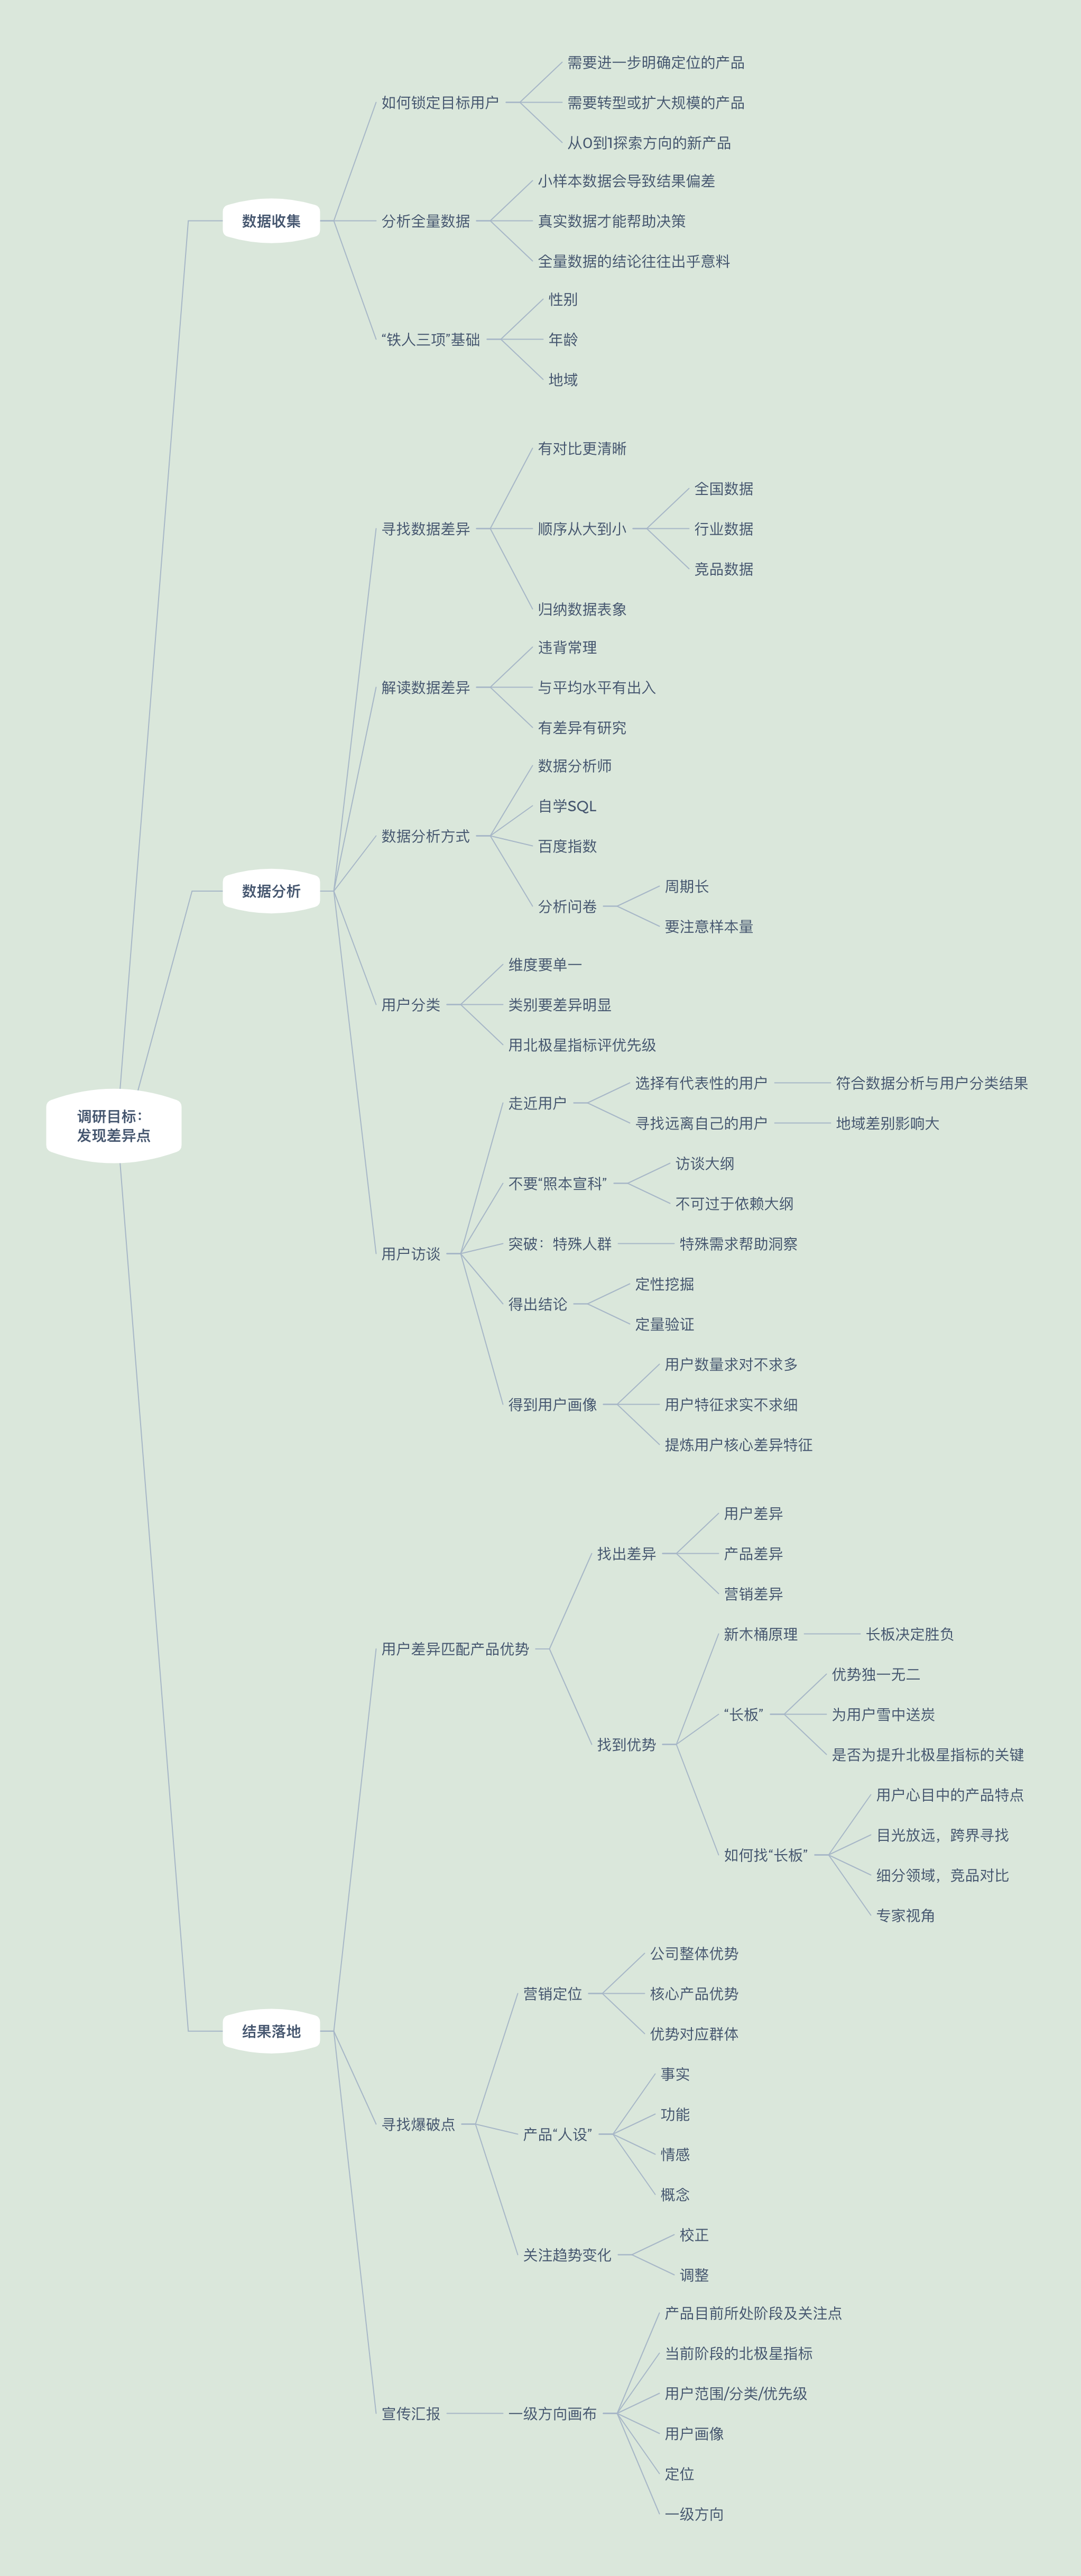 调研目标：
发现差异点
数据收集
如何锁定目标用户
需要进一步明确定位的产品
需要转型或扩大规模的产品
从0到1探索方向的新产品
分析全量数据
小样本数据会导致结果偏差
真实数据才能帮助决策
全量数据的结论往往出乎意料
“铁人三项”基础
性别
年龄
地域
数据分析
寻找数据差异
有对比更清晰
顺序从大到小
全国数据
行业数据
竞品数据
归纳数据表象
解读数据差异
违背常理
与平均水平有出入
有差异有研究
数据分析方式
数据分析师
自学SQL
百度指数
分析问卷
周期长
要注意样本量
用户分类
维度要单一
类别要差异明显
用北极星指标评优先级
用户访谈
走近用户
选择有代表性的用户
符合数据分析与用户分类结果
寻找远离自己的用户
地域差别影响大
不要“照本宣科”
访谈大纲
不可过于依赖大纲
突破：特殊人群
特殊需求帮助洞察
得出结论
定性挖掘
定量验证
得到用户画像
用户数量求对不求多
用户特征求实不求细
提炼用户核心差异特征
结果落地
用户差异匹配产品优势
找出差异
用户差异
产品差异
营销差异
找到优势
新木桶原理
长板决定胜负
“长板”
优势独一无二
为用户雪中送炭
是否为提升北极星指标的关键
如何找“长板”
用户心目中的产品特点
目光放远，跨界寻找
细分领域，竞品对比
专家视角
寻找爆破点
营销定位
公司整体优势
核心产品优势
优势对应群体
产品“人设”
事实
功能
情感
概念
关注趋势变化
校正
调整
宣传汇报
一级方向画布
产品目前所处阶段及关注点
当前阶段的北极星指标
用户范围/分类/优先级
用户画像
定位
一级方向